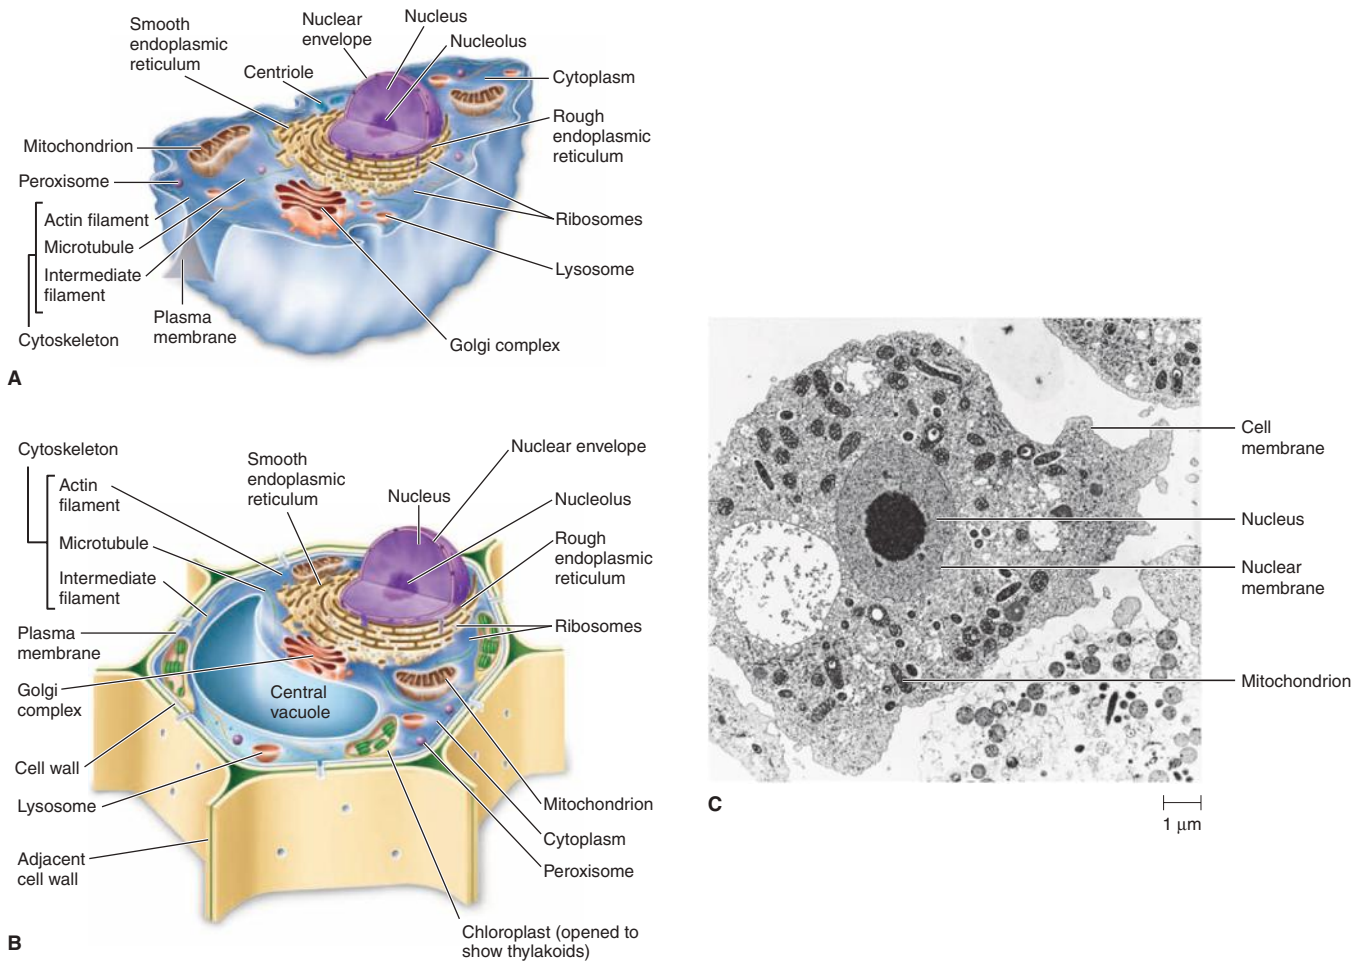 Smooth
endoplasmic
reticulum
Nuclear
envelope
Nucleus
Nucleolus
Centriole
Cytoplasm
Rough
endoplasmic
reticulum
Mitochondrion
Peroxisome
Actin filament
Microtubule
Intermediate
filament
Cytoskeleton
Plasma
membrane
Ribosomes
Lysosome
Golgi complex
A
Cytoskeleton
Actin
filament
Microtubule
Intermediate
filament
Smooth
endoplasmic
reticulum
Nucleus
Nuclear envelope
Nucleolus
Rough
endoplasmic
reticulum
Ribosomes
Plasma
membrane
Golgi
complex
Central
vacuole
Cell wall
Lysosome
Adjacent
cell wall
Mitochondrion
Cytoplasm
Peroxisome
Chloroplast (opened to
show thylakoids)
B
Cell
membrane
Nucleus
Nuclear
membrane
Mitochondrion
C
1 μm